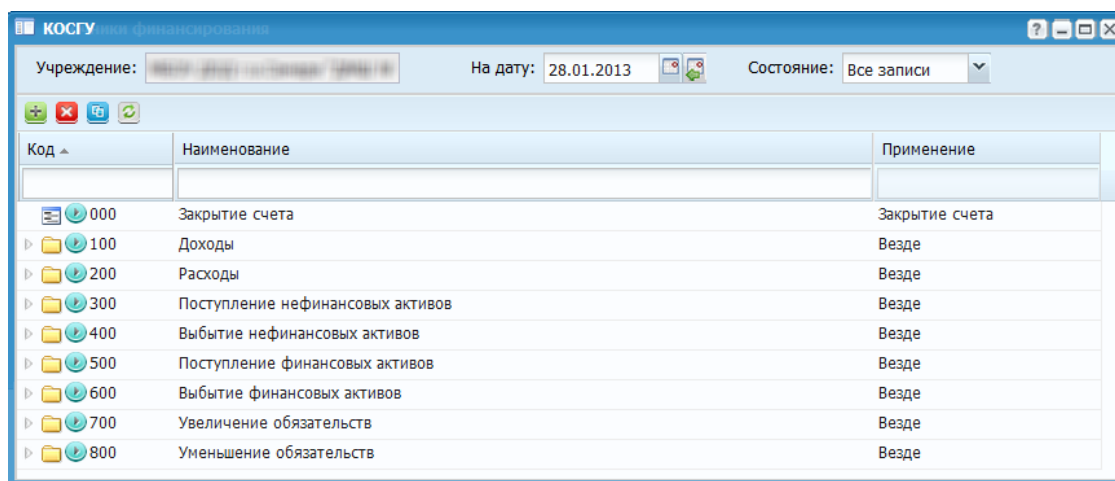 КОСГУ
Учреждение: На дату: 28.01.2013 Состояние: Все записи
Код Наименование Применение
000 Закрытие счета Закрытие счета
100 Доходы Везде
200 Расходы Везде
300 Поступление нефинансовых активов Везде
400 Выбытие нефинансовых активов Везде
500 Поступление финансовых активов Везде
600 Выбытие финансовых активов Везде
700 Увеличение обязательств Везде
800 Уменьшение обязательств Везде